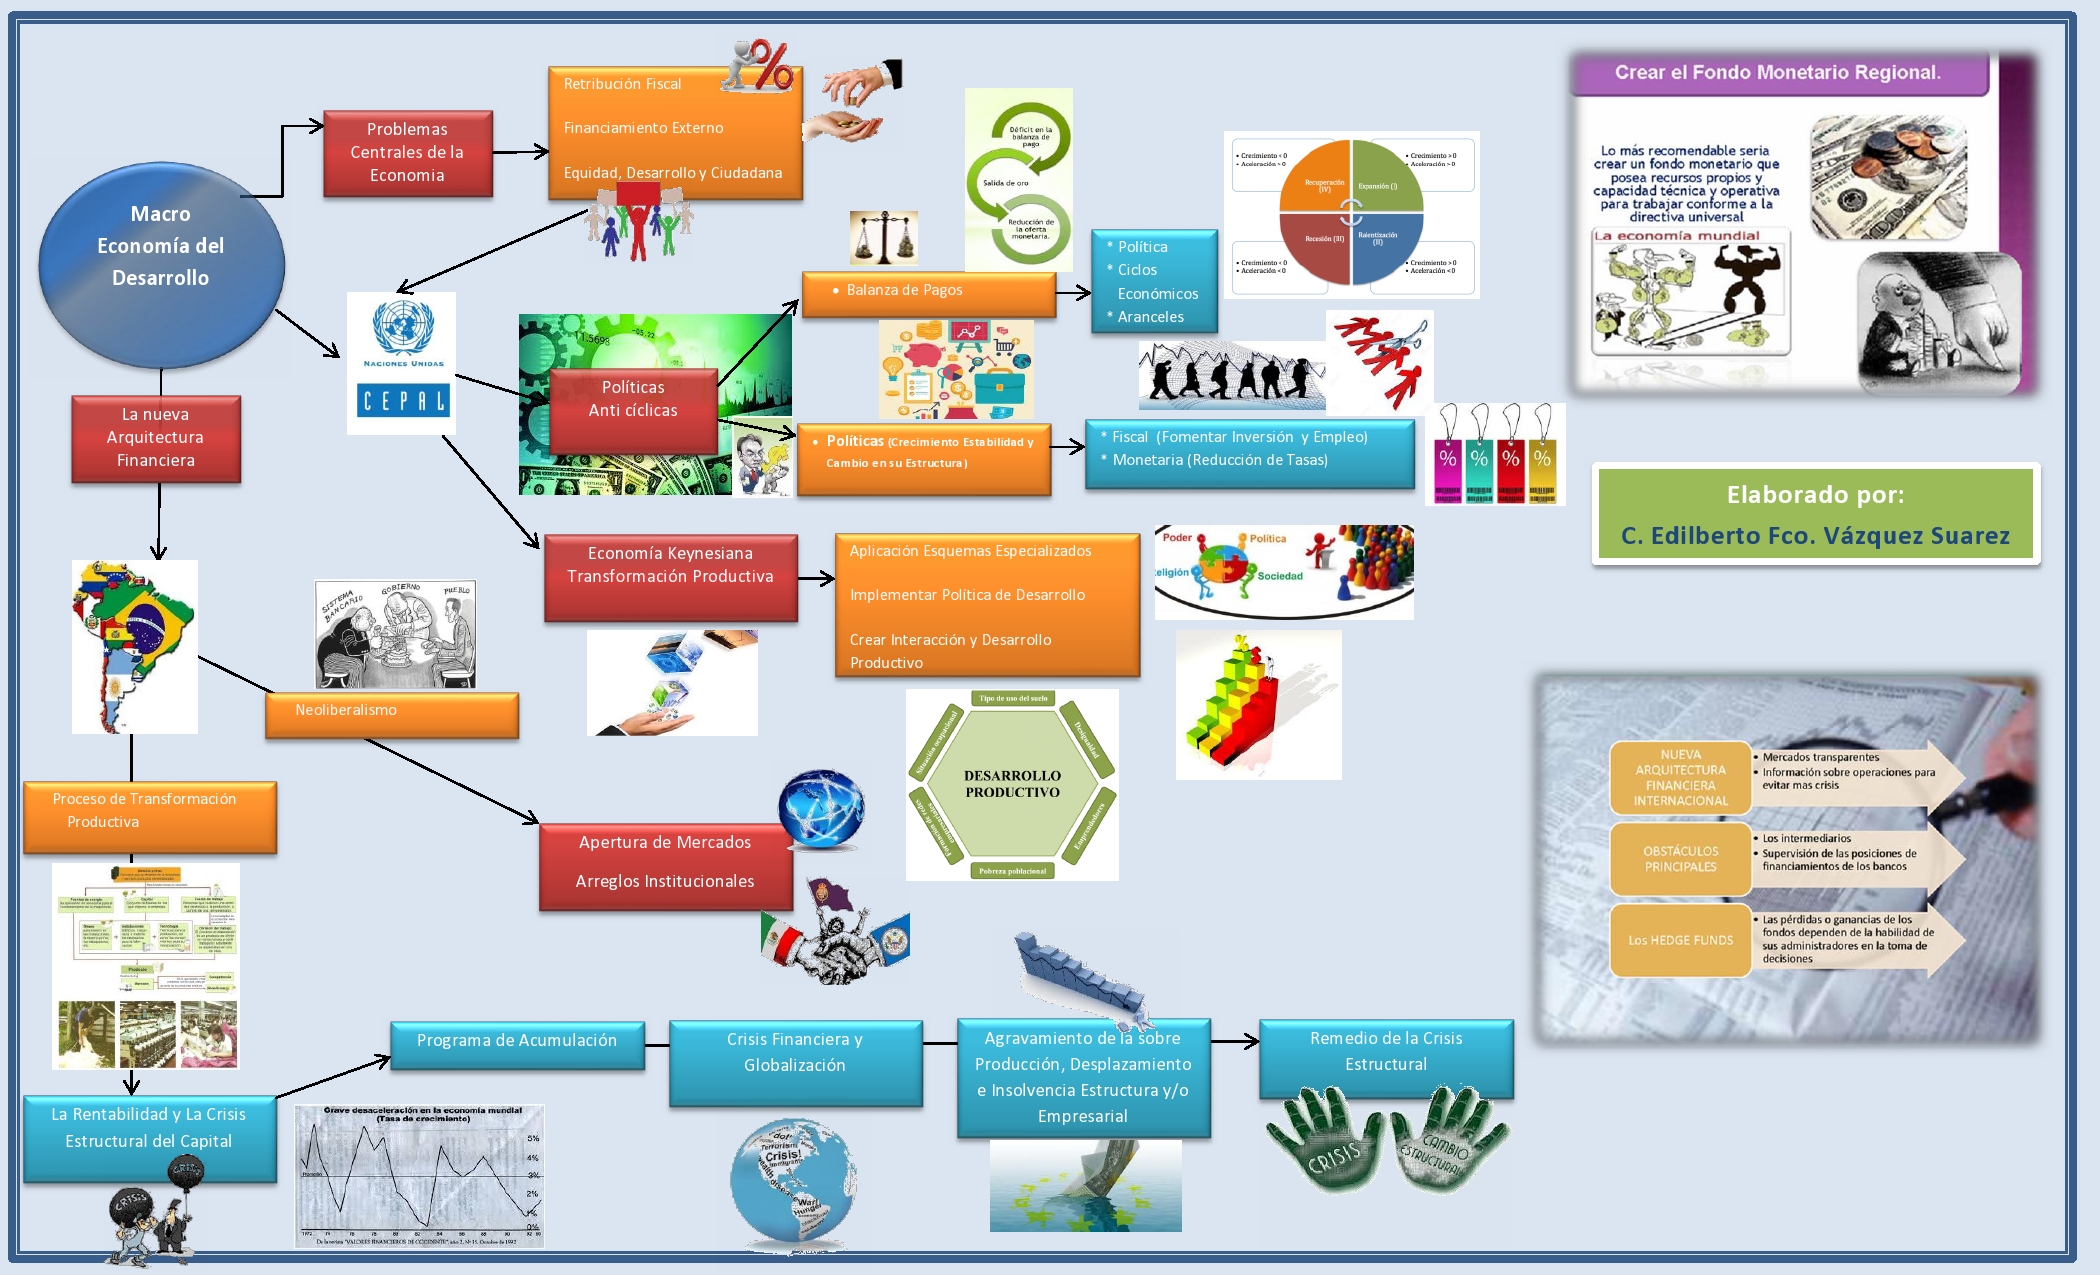 Macro
Economía del
Desarrollo
Problemas
Centrales de la
Economia
Retribución Fiscal
Financiamiento Externo
Equidad, Desarrollo y Ciudadana
%
Déficit en la
balanza de
pago
Salida de oro
Reducción de
la oferta
monetaria.
• Balanza de Pagos
* Política
* Ciclos
Económicos
* Aranceles
• Crecimiento < 0
• Aceleración > 0
• Crecimiento > 0
• Aceleración > 0
Recuperación
(IV)
Expansión (I)
Recesión (III)
Ralentización
(II)
• Crecimiento < 0
• Aceleración < 0
• Crecimiento > 0
• Aceleración < 0
NACIONES UNIDAS
CEPAL
Políticas
Anti cíclicas
• Políticas (Crecimiento Estabilidad y
Cambio en su Estructura)
* Fiscal (Fomentar Inversión y Empleo)
* Monetaria (Reducción de Tasas)
% % % %
La nueva
Arquitectura
Financiera
Economía Keynesiana
Transformación Productiva
Aplicación Esquemas Especializados
Implementar Política de Desarrollo
Crear Interacción y Desarrollo
Productivo
Poder
Política
eligión
Sociedad
% $
SISTEMA
BANCARIO
GOBIERNO
PUEBLO
Neoliberalismo
Tipo de uso del suelo
Desigualdad
Emprendedores
Pobreza poblacional
Situación ocupacional
DESARROLLO
PRODUCTIVO
Apertura de Mercados
Arreglos Institucionales
Proceso de Transformación
Productiva
Producto
La Rentabilidad y La Crisis
Estructural del Capital
CRISIS
CRISIS
Grave desaceleración en la economía mundial
(Tasa de crecimiento)
5%
4%
3%
2%
1%
0%
Programa de Acumulación
Crisis Financiera y
Globalización
Crisis!
War!
Hunger
Agravamiento de la sobre
Producción, Desplazamiento
e Insolvencia Estructura y/o
Empresarial
Remedio de la Crisis
Estructural
CRISIS
CAMBIO
ESTRUCTURAL
Crear el Fondo Monetario Regional.
Lo más recomendable seria
crear un fondo monetario que
posea recursos propios y
capacidad técnica y operativa
para trabajar conforme a la
directiva universal
La economía mundial
Elaborado por:
C. Edilberto Fco. Vázquez Suarez
NUEVA
ARQUITECTURA
FINANCIERA
INTERNACIONAL
• Mercados transparentes
• Información sobre operaciones para
evitar mas crisis
OBSTÁCULOS
PRINCIPALES
• Los intermediarios
• Supervisión de las posiciones de
financiamientos de los bancos
Los HEDGE FUNDS
• Las pérdidas o ganancias de los
fondos dependen de la habilidad de
sus administradores en la toma de
decisiones